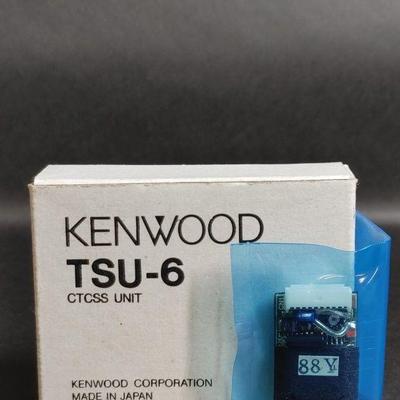 KENWOOD
TSU-6
CTCSS UNIT
KENWOOD CORPORATION
MADE IN JAPAN
88Y